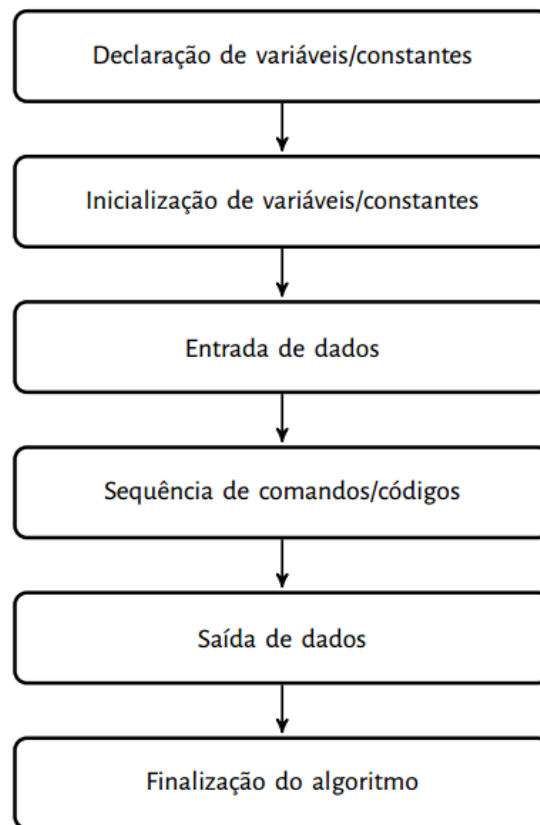 Declaração de variáveis/constantes
Inicialização de variáveis/constantes
Entrada de dados
Sequência de comandos/códigos
Saída de dados
Finalização do algoritmo